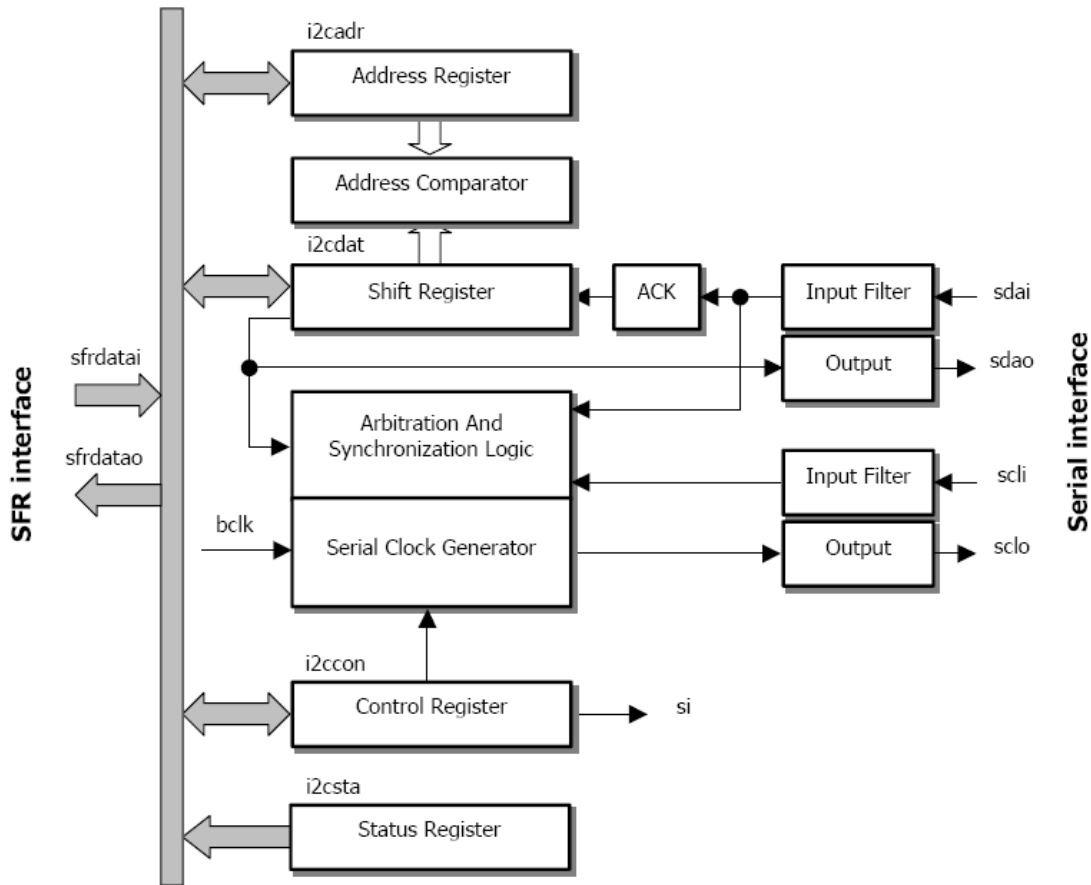 i2cadr
Address Register
Address Comparator
i2cdat
Shift Register
ACK
Input Filter
sdai
Output
sdao
sfrdatai
SFR interface
sfrdatao
Arbitration And
Synchronization Logic
Input Filter
scli
Serial interface
bclk
Serial Clock Generator
Output
sclo
i2ccon
Control Register
si
i2csta
Status Register